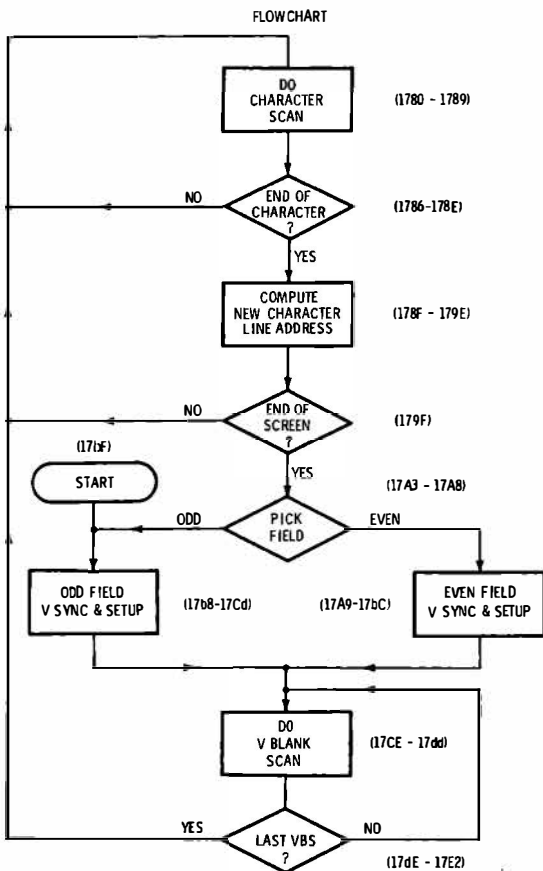 FLOWCHART
DO
CHARACTER
SCAN
(1780 - 1789)
END OF
CHARACTER
?
(1786-178E)
NO
YES
COMPUTE
NEW CHARACTER
LINE ADDRESS
(178F - 179E)
END OF
SCREEN
?
(179F)
NO
YES
(17bF)
START
PICK
FIELD
(17A3 - 17A8)
ODD
EVEN
ODD FIELD
V SYNC & SETUP
(17b8-17Cd)
EVEN FIELD
V SYNC & SETUP
(17A9-17bC)
DO
V BLANK
SCAN
(17CE - 17dd)
LAST VBS
?
YES
NO
(17dE - 17E2)